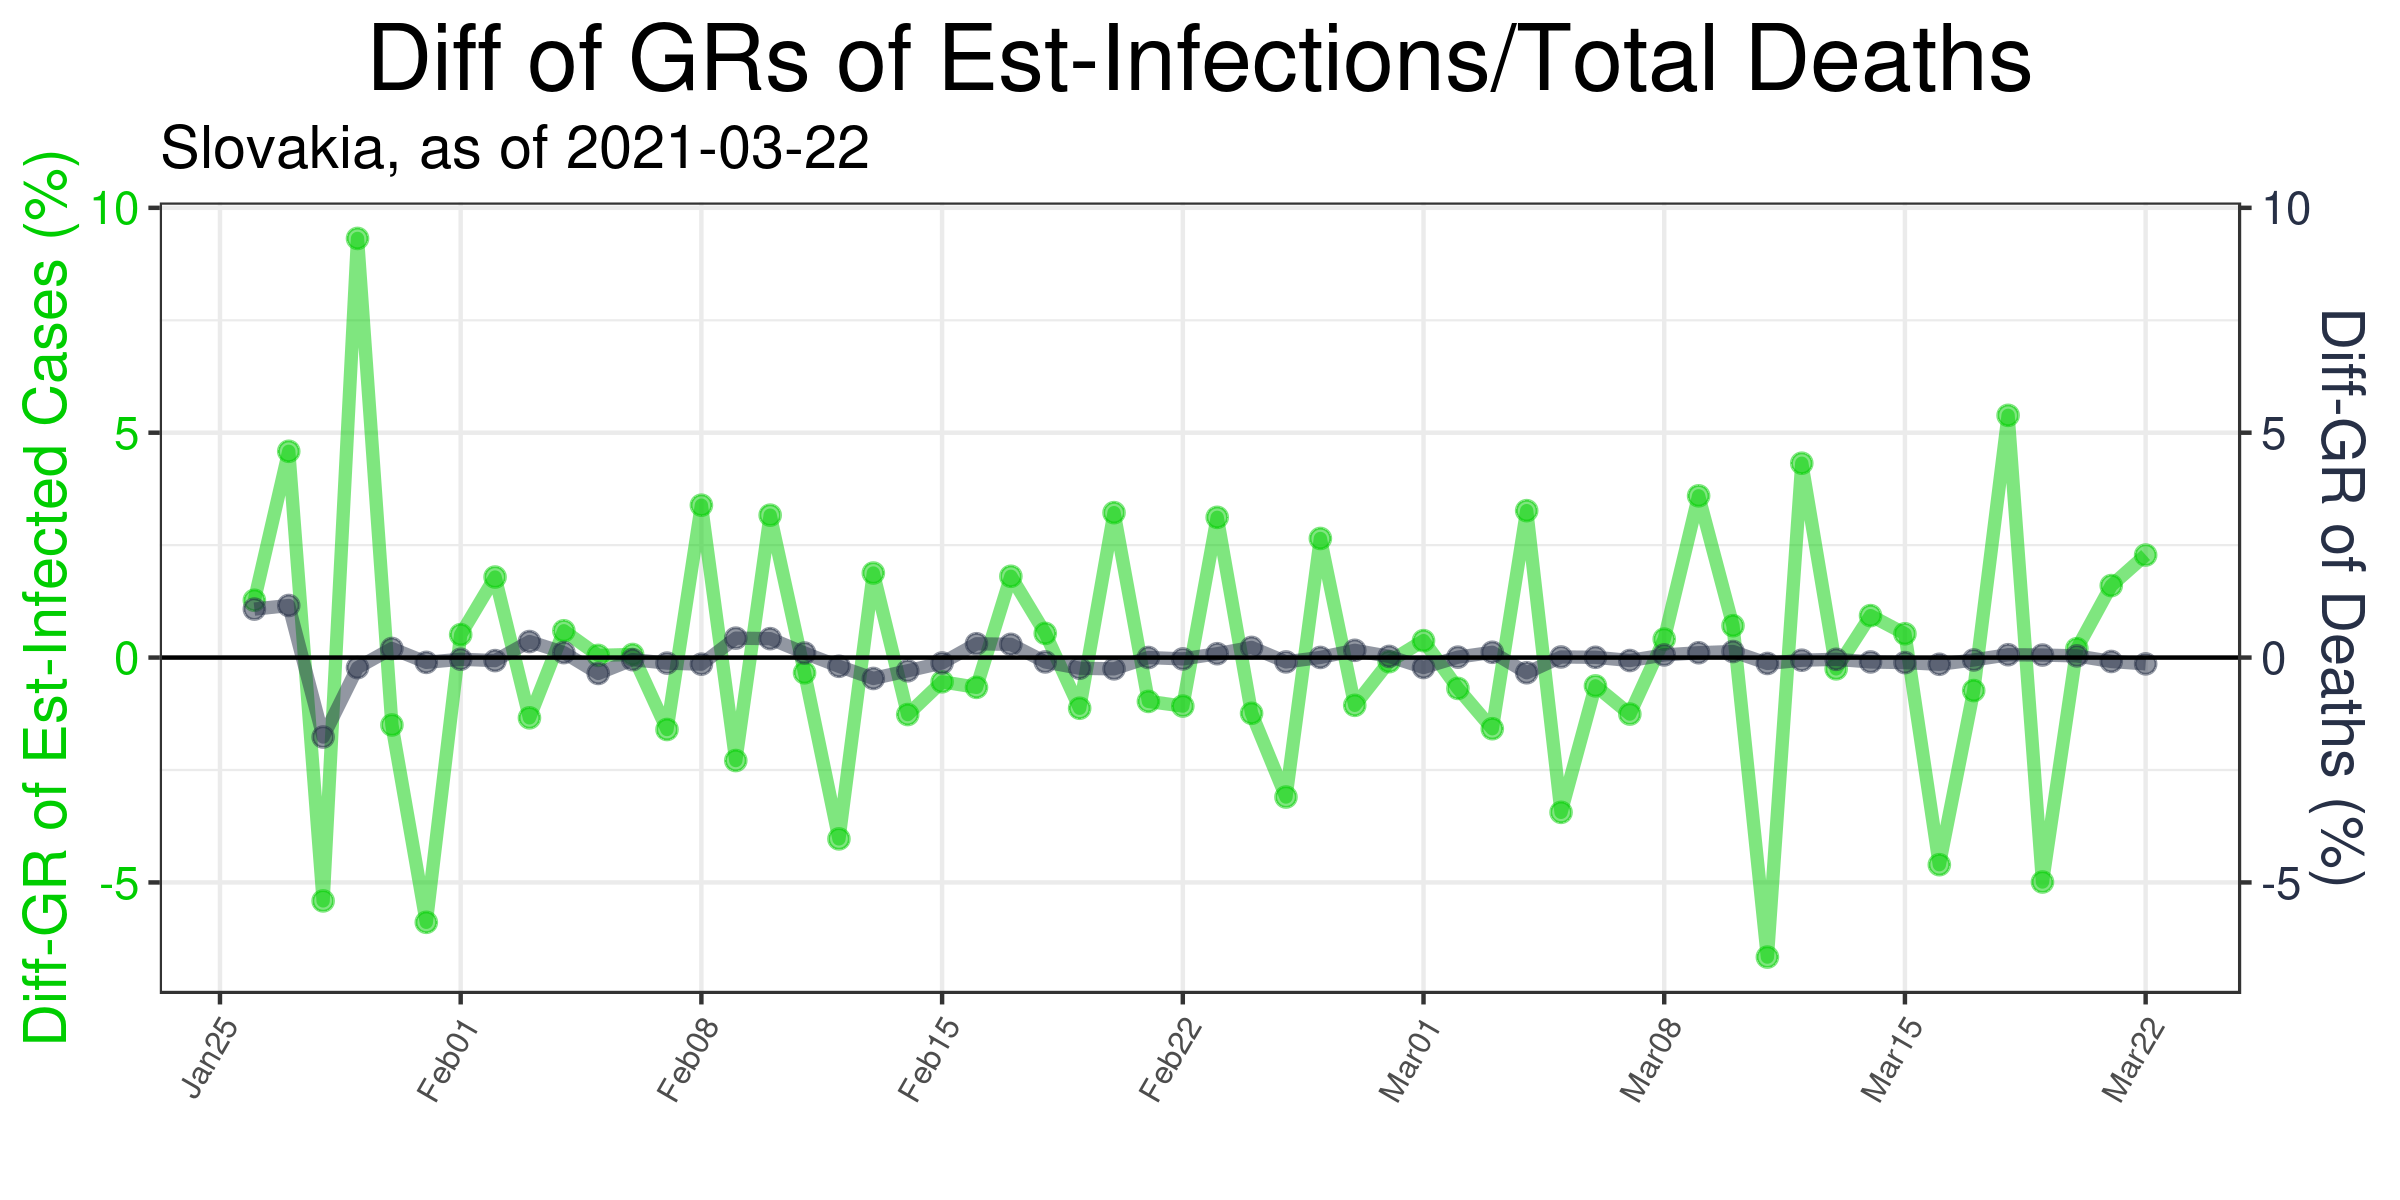 Diff of GRs of Est-Infections/Total Deaths
Slovakia, as of 2021-03-22
Diff-GR of Est-Infected Cases (%)
10
5
0
-5
10
5
0
-5
Diff-GR of Deaths (%)
Jan25
Feb01
Feb08
Feb15
Feb22
Mar01
Mar08
Mar15
Mar22